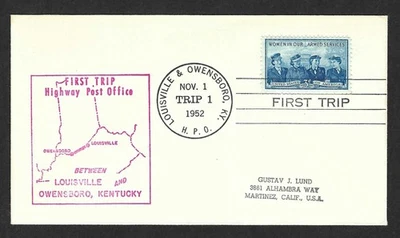 FIRST TRIP
Highway Post Office
OWENSBORO
LOUISVILLE
BETWEEN
LOUISVILLE AND
OWENSBORO, KENTUCKY
LOUISVILLE & OWENSBORO, KY.
NOV. 1
TRIP 1
1952
H. P. O.
WOMEN IN OUR ARMED SERVICES
FIRST TRIP
GUSTAV J. LUND
3561 ALHAMBRA WAY
MARTINEZ, CALIF., U.S.A.